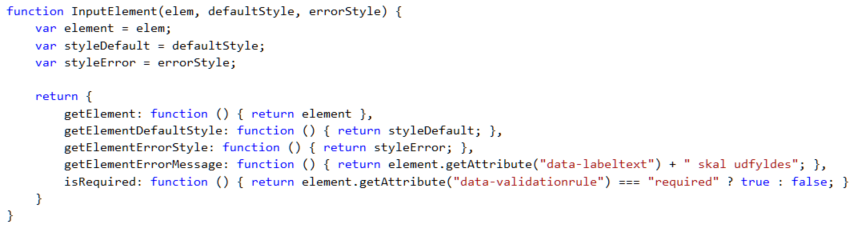 function InputElement(elem, defaultStyle, errorStyle) {
    var element = elem;
    var styleDefault = defaultStyle;
    var styleError = errorStyle;

    return {
        getElement: function () { return element },
        getElementDefaultStyle: function () { return styleDefault; },
        getElementErrorStyle: function () { return styleError; },
        getElementErrorMessage: function () { return element.getAttribute("data-labeltext") + " skal udfyldes"; },
        isRequired: function () { return element.getAttribute("data-validationrule") === "required" ? true : false; }
    }
}